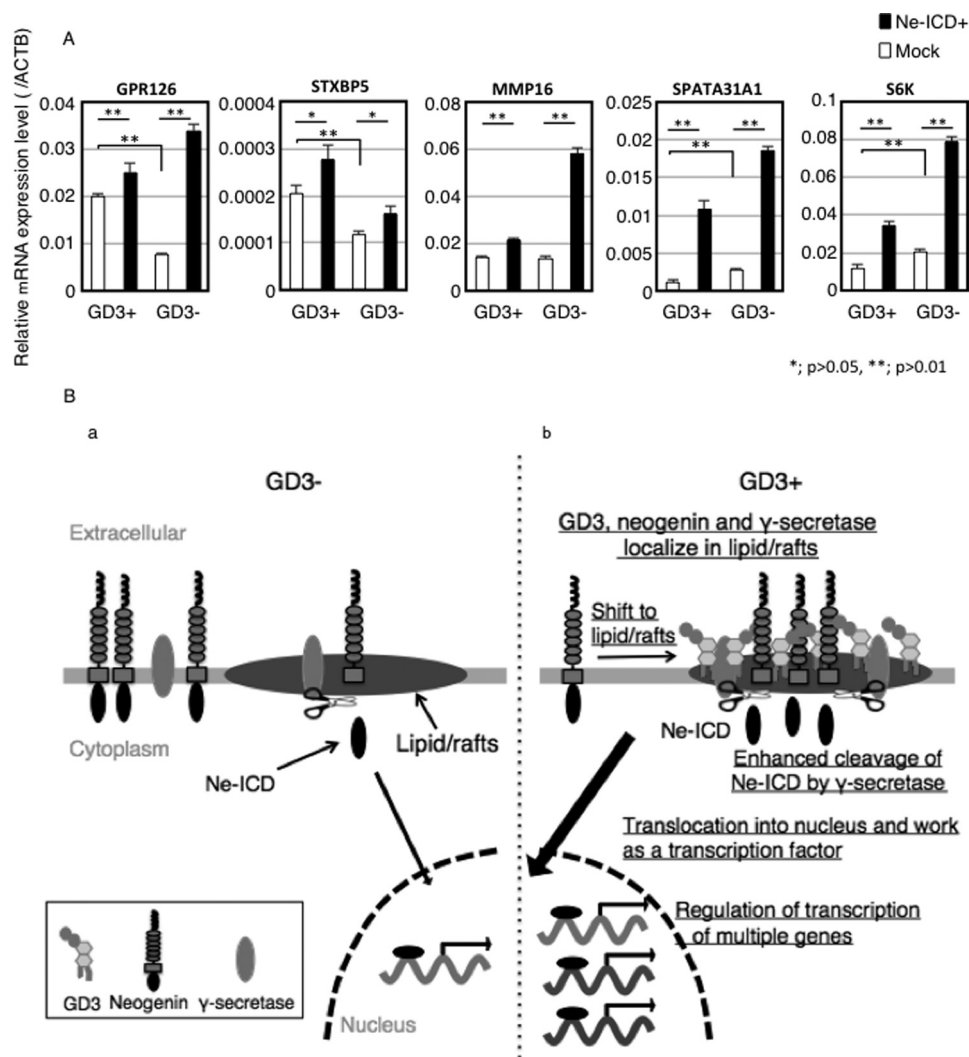 A
Ne-ICD+
Mock
Relative mRNA expression level ( /ACTB)
GPR126
0.04
0.03
0.02
0.01
0
GD3+ GD3-
** **
**
STXBP5
0.0004
0.0003
0.0002
0.0001
0
GD3+ GD3-
* *
**
MMP16
0.08
0.06
0.04
0.02
0
GD3+ GD3-
** **
SPATA31A1
0.025
0.02
0.015
0.01
0.005
0
GD3+ GD3-
** **
**
S6K
0.1
0.08
0.06
0.04
0.02
0
GD3+ GD3-
** **
**
*; p>0.05, **; p>0.01
B
a
GD3-
Extracellular
Cytoplasm
Ne-ICD
Lipid/rafts
GD3 Neogenin γ-secretase
Nucleus
b
GD3+
GD3, neogenin and γ-secretase
localize in lipid/rafts
Shift to
lipid/rafts
Ne-ICD
Enhanced cleavage of
Ne-ICD by γ-secretase
Translocation into nucleus and work
as a transcription factor
Regulation of transcription
of multiple genes